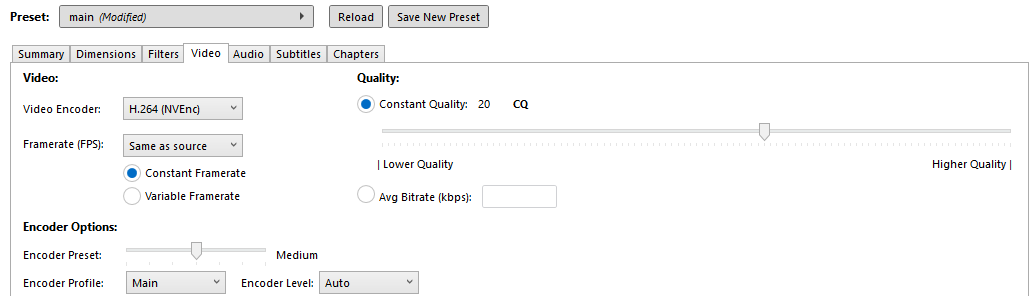 Preset: main (Modified) Reload Save New Preset
Summary Dimensions Filters Video Audio Subtitles Chapters
Video: Quality:
Video Encoder: H.264 (NVEnc) Constant Quality: 20 CQ
Framerate (FPS): Same as source
| Lower Quality Higher Quality |
Constant Framerate
Variable Framerate Avg Bitrate (kbps):
Encoder Options:
Encoder Preset: Medium
Encoder Profile: Main Encoder Level: Auto